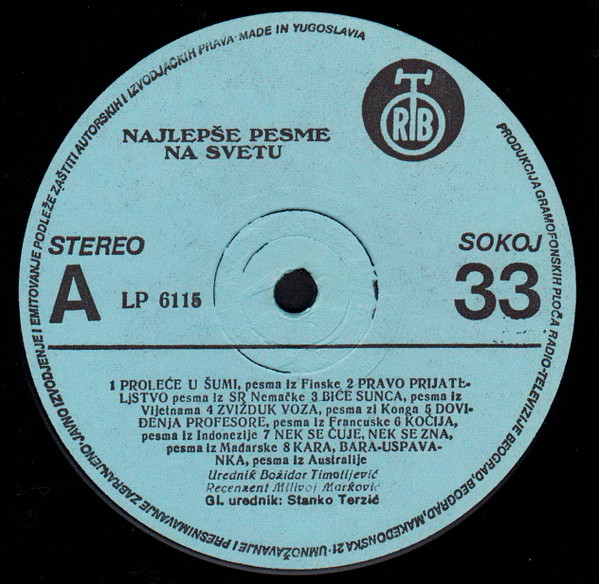 NAJLEPŠE PESME
NA SVETU
RTB
STEREO
SOKOJ
A
LP 6115
33
1 PROLEĆE U ŠUMI, pesma iz Finske 2 PRAVO PRIJATE-
LJSTVO pesma iz SR Nemačke 3 BIĆE SUNCA, pesma iz
Vijetnama 4 ZVIŽDUK VOZA, pesma zi Konga 5 DOVI-
ĐENJA PROFESORE, pesma iz Francuske 6 KOČIJA,
pesma iz Indonezije 7 NEK SE ČUJE, NEK SE ZNA,
pesma iz Mađarske 8 KARA, BARA-USPAVA-
NKA, pesma iz Australije
Urednik Božidar Timotijević
Recenzent Milivoj Marković
Gl. urednik: Stanko Terzić
PRODUKCIJA GRAMOFONSKIH PLOČA RADIO-TELEVIZIJE BEOGRAD, BEOGRAD, MAKEDONSKA 21·UMNOŽAVANJE I PRESNIMAVANJE ZABRANJENO·JAVNO IZVODJENJE I EMITOVANJE PODLEŽE ZAŠTITI AUTORSKIH I IZVODJAČKIH PRAVA·MADE IN YUGOSLAVIA